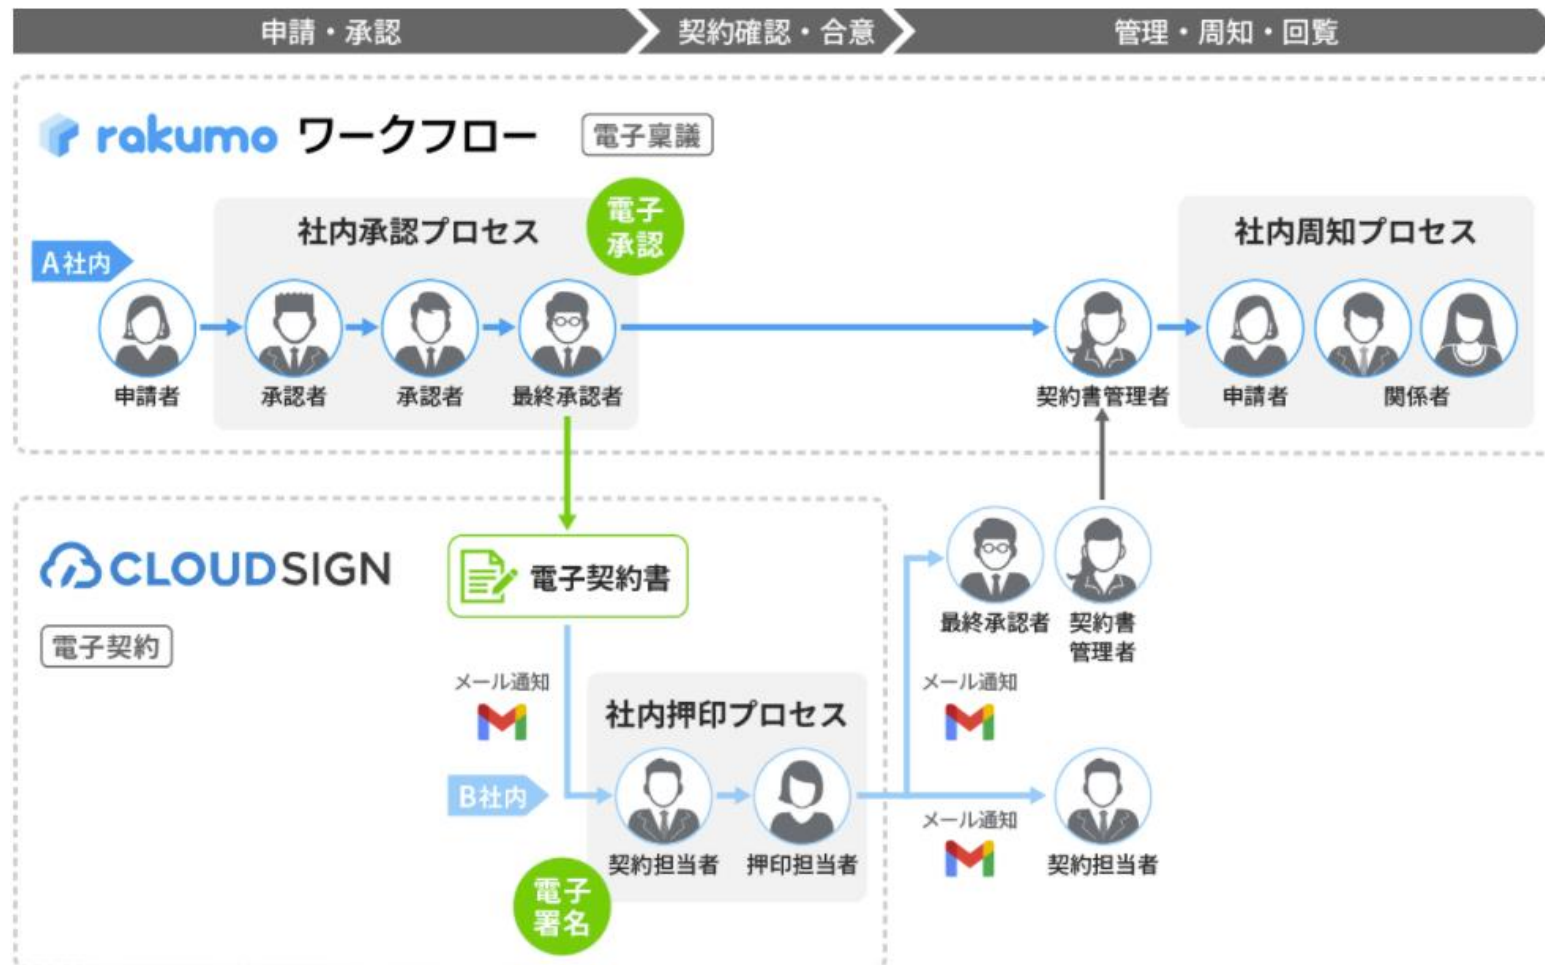 申請・承認
契約確認・合意
管理・周知・回覧
rakumo ワークフロー
電子稟議
社内承認プロセス
電子
承認
社内周知プロセス
A社内
申請者
承認者
承認者
最終承認者
契約書管理者
申請者
関係者
CLOUDSIGN
電子契約
電子契約書
最終承認者
契約書
管理者
メール通知
社内押印プロセス
メール通知
B社内
メール通知
契約担当者
押印担当者
契約担当者
電子
署名